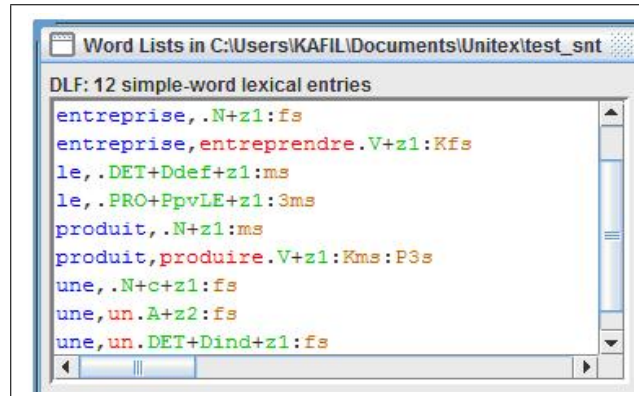 Word Lists in C:\Users\KAFIL\Documents\Unitex\test_snt
DLF: 12 simple-word lexical entries
entreprise,.N+z1:fs
entreprise,entreprendre.V+z1:Kfs
le,.DET+Ddef+z1:ms
le,.PRO+PpvLE+z1:3ms
produit,.N+z1:ms
produit,produire.V+z1:Kms:P3s
une,.N+c+z1:fs
une,un.A+z2:fs
une,un.DET+Dind+z1:fs